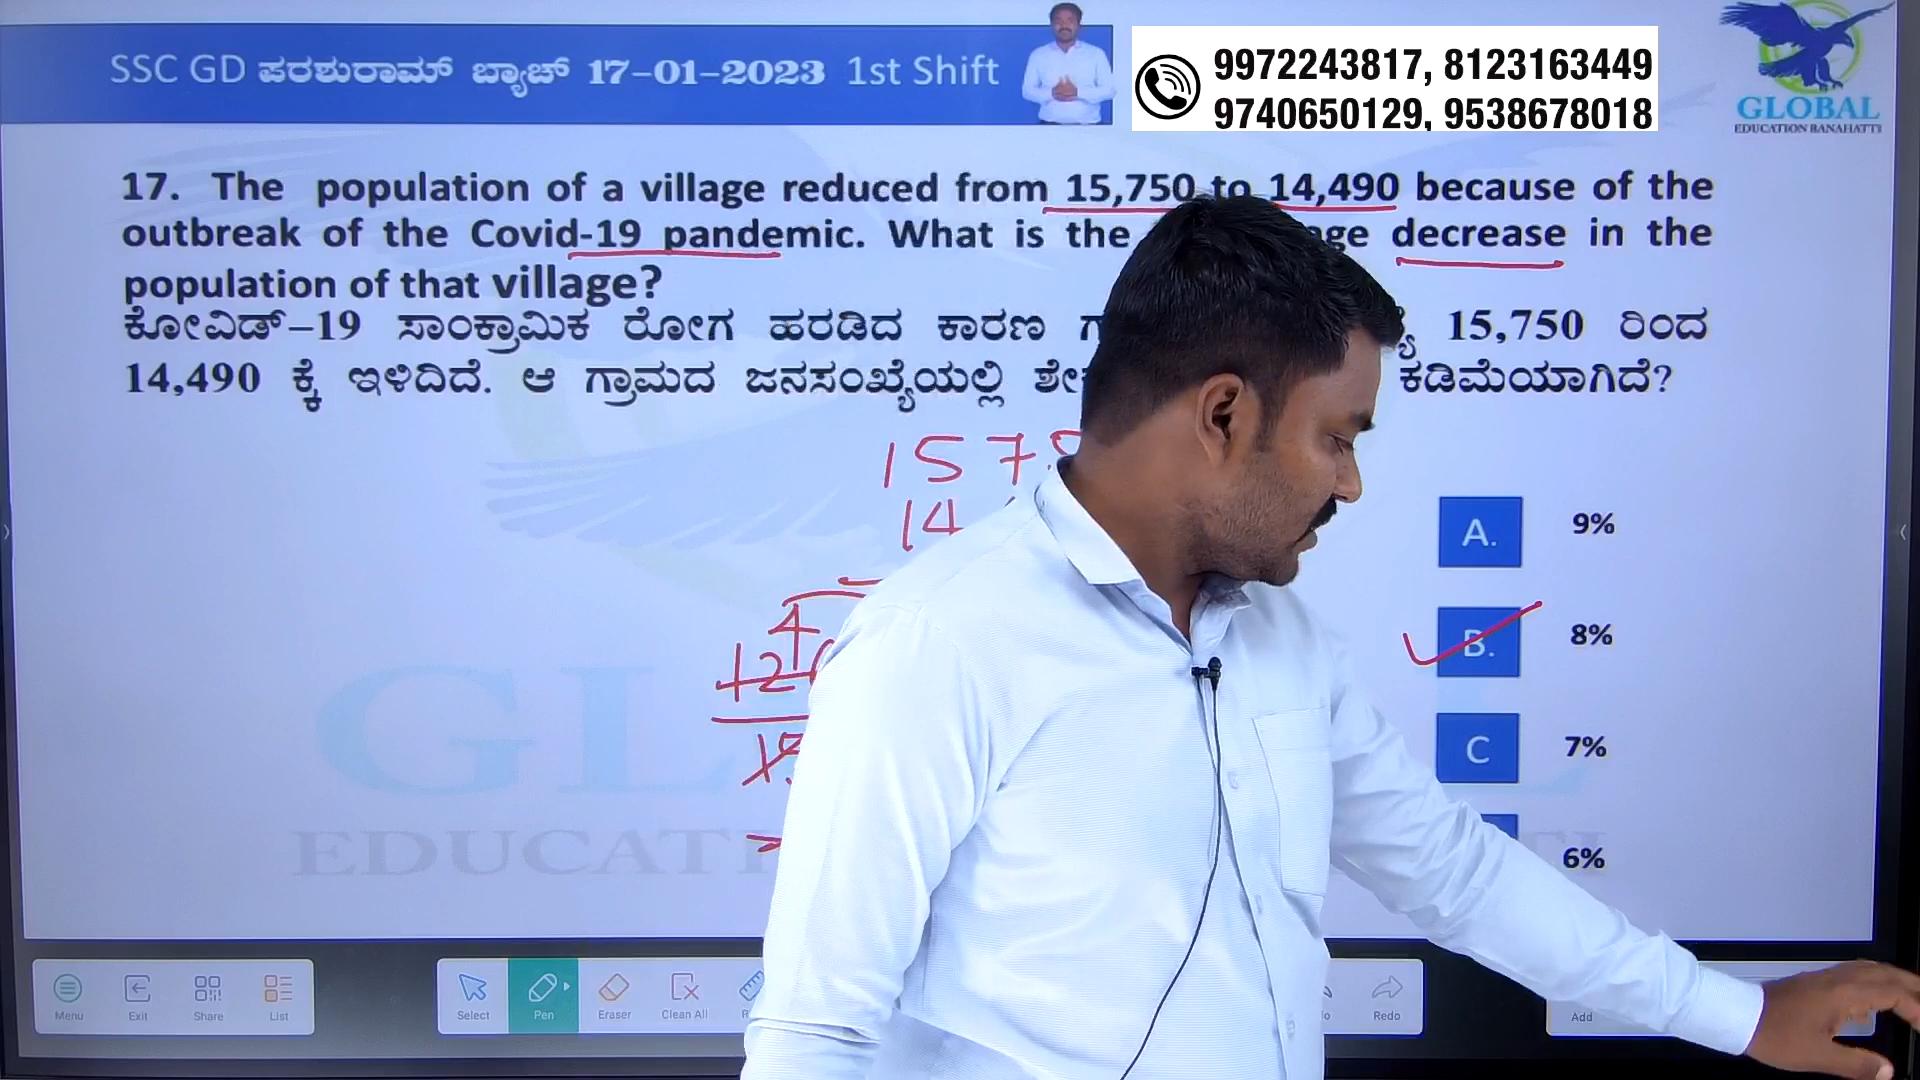 SSC GD ಪರಶುರಾಮ್ ಬ್ಯಾಚ್ 17-01-2023 1st Shift
9972243817, 8123163449
9740650129, 9538678018
GLOBAL
EDUCATION BANAHATTI
17. The population of a village reduced from 15,750 to 14,490 because of the
outbreak of the Covid-19 pandemic. What is the decrease in the
population of that village?
ಕೋವಿಡ್-19 ಸಾಂಕ್ರಾಮಿಕ ರೋಗ ಹರಡಿದ ಕಾರಣ 15,750 ರಿಂದ
14,490 ಕ್ಕೆ ಇಳಿದಿದೆ. ಆ ಗ್ರಾಮದ ಜನಸಂಖ್ಯೆಯಲ್ಲಿ ಕಡಿಮೆಯಾಗಿದೆ?
157
14
4
A. 9%
B. 8%
C 7%
6%
Menu Exit Share List Select Pen Eraser Clean All Redo Add